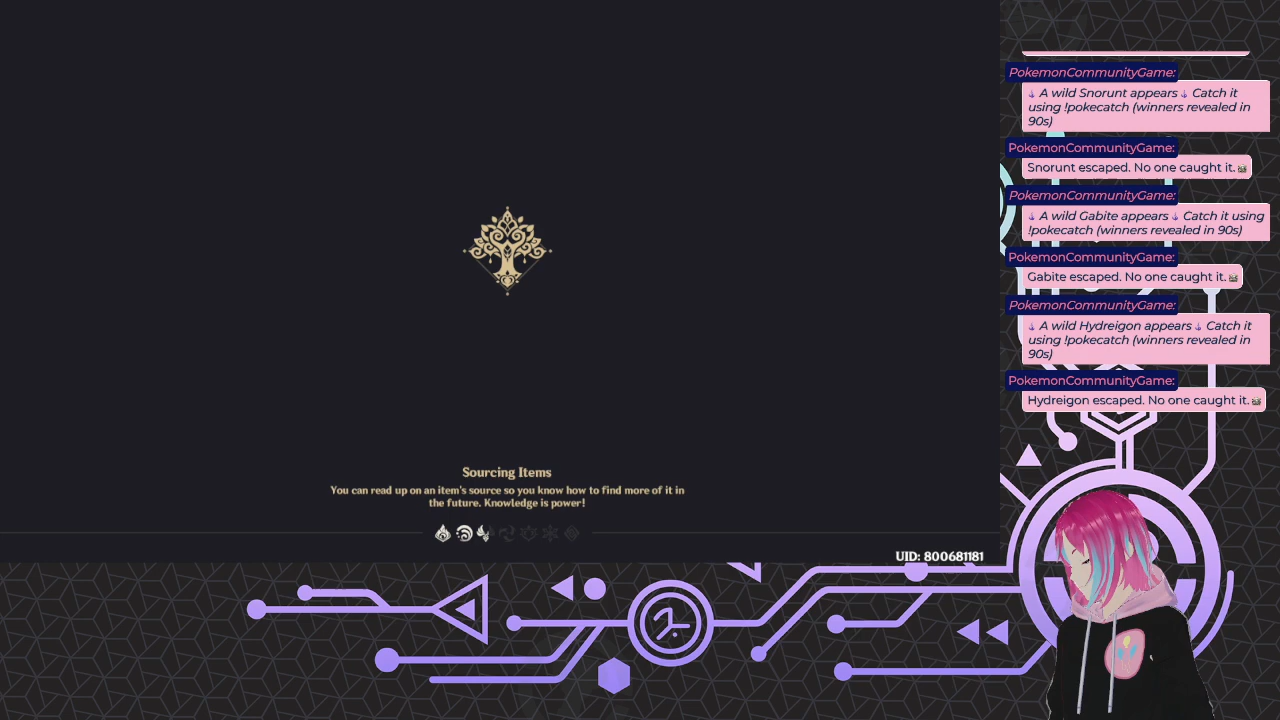 PokemonCommunityGame:
A wild Snorunt appears Catch it
using !pokecatch (winners revealed in
90s)
PokemonCommunityGame:
Snorunt escaped. No one caught it.
PokemonCommunityGame:
A wild Gabite appears Catch it using
!pokecatch (winners revealed in 90s)
PokemonCommunityGame:
Gabite escaped. No one caught it.
PokemonCommunityGame:
A wild Hydreigon appears Catch it
using !pokecatch (winners revealed in
90s)
PokemonCommunityGame:
Hydreigon escaped. No one caught it.
Sourcing Items
You can read up on an item's source so you know how to find more of it in
the future. Knowledge is power!
UID: 800681181